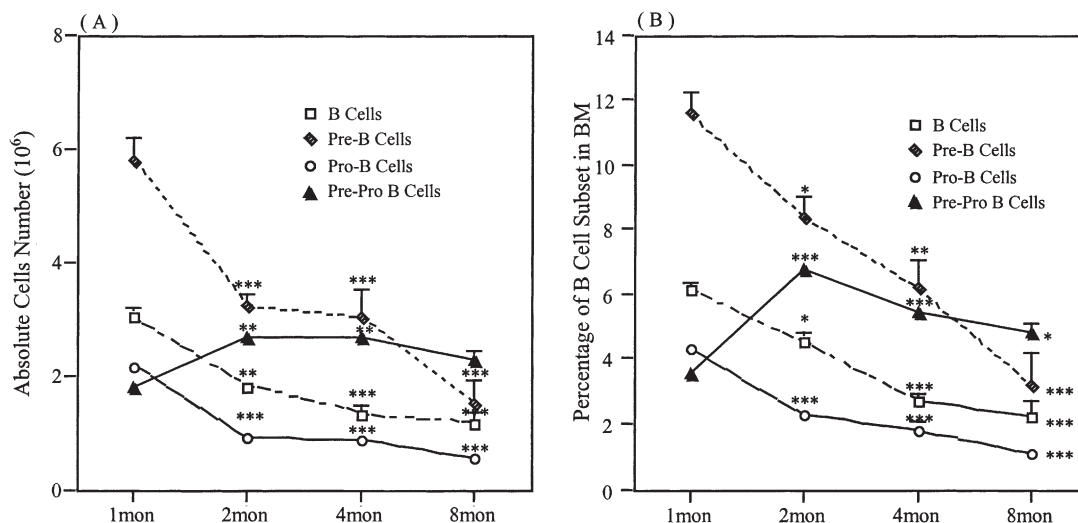 ( A )
8
6
4
2
0
Absolute Cells Number (10⁶)
B Cells
Pre-B Cells
Pro-B Cells
Pre-Pro B Cells
***
***
**
**
**
***
***
***
***
***
***
1mon
2mon
4mon
8mon
( B )
14
12
10
8
6
4
2
0
Percentage of B Cell Subset in BM
B Cells
Pre-B Cells
Pro-B Cells
Pre-Pro B Cells
*
**
***
***
*
*
***
***
***
***
***
***
1mon
2mon
4mon
8mon